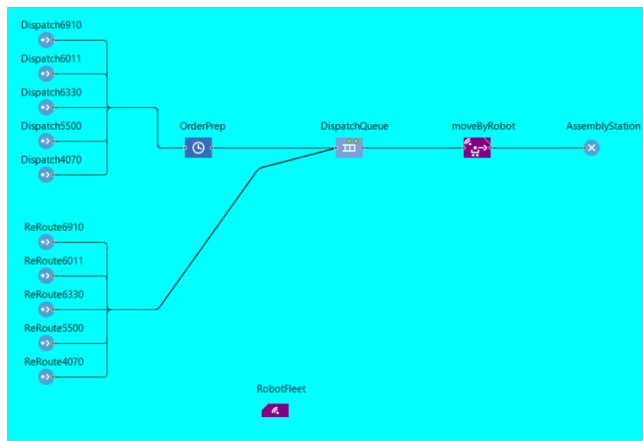 Dispatch6910
Dispatch6011
Dispatch6330
Dispatch5500
Dispatch4070
OrderPrep
DispatchQueue
moveByRobot
AssemblyStation
ReRoute6910
ReRoute6011
ReRoute6330
ReRoute5500
ReRoute4070
RobotFleet